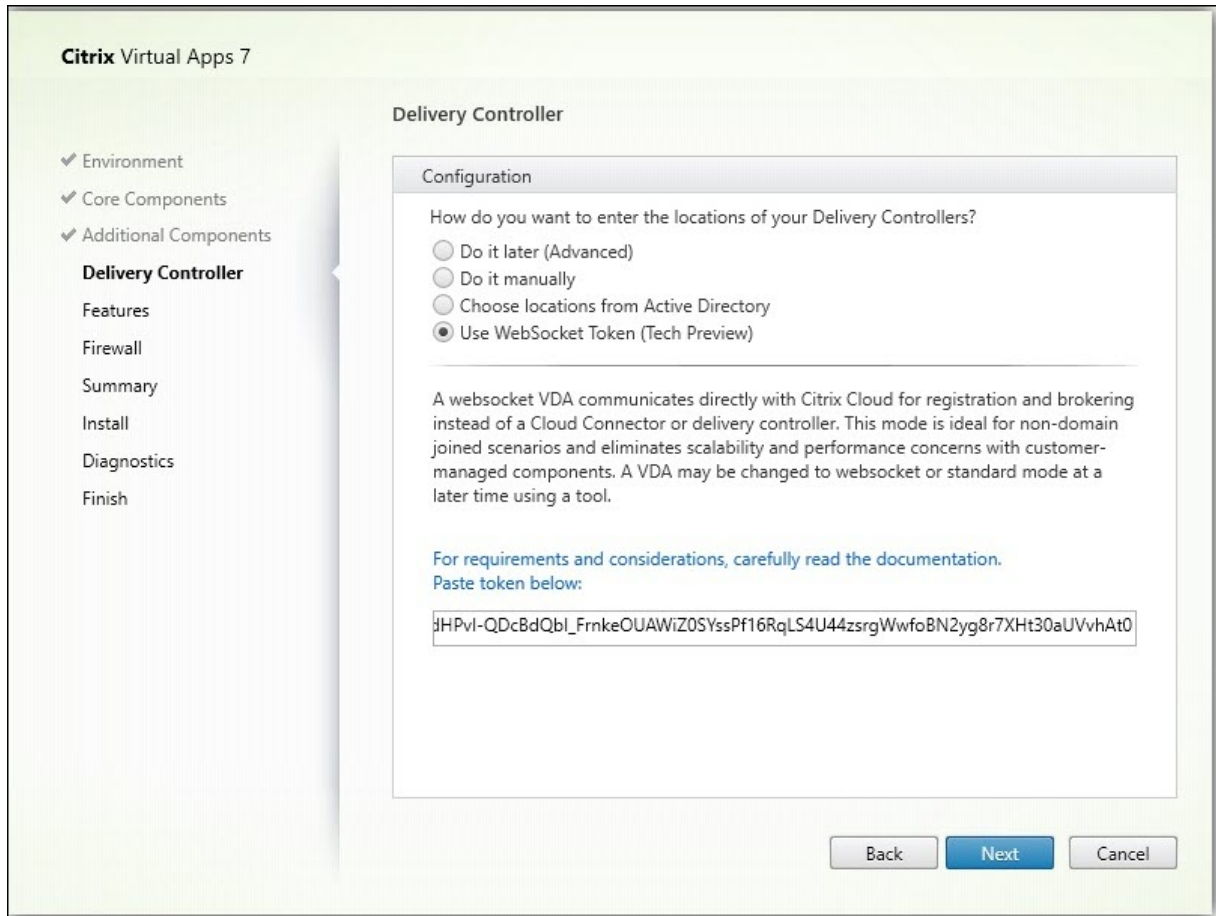 Citrix Virtual Apps 7
Delivery Controller
Environment
Core Components
Additional Components
Delivery Controller
Features
Firewall
Summary
Install
Diagnostics
Finish
Configuration
How do you want to enter the locations of your Delivery Controllers?
Do it later (Advanced)
Do it manually
Choose locations from Active Directory
Use WebSocket Token (Tech Preview)
A websocket VDA communicates directly with Citrix Cloud for registration and brokering
instead of a Cloud Connector or delivery controller. This mode is ideal for non-domain
joined scenarios and eliminates scalability and performance concerns with customer-
managed components. A VDA may be changed to websocket or standard mode at a
later time using a tool.
For requirements and considerations, carefully read the documentation.
Paste token below:
dHPvI-QDcBdQbI_FrnkeOUAWiZ0SYssPf16RqLS4U44zsrgWwfoBN2yg8r7XHt30aUVvhAt0
Back
Next
Cancel